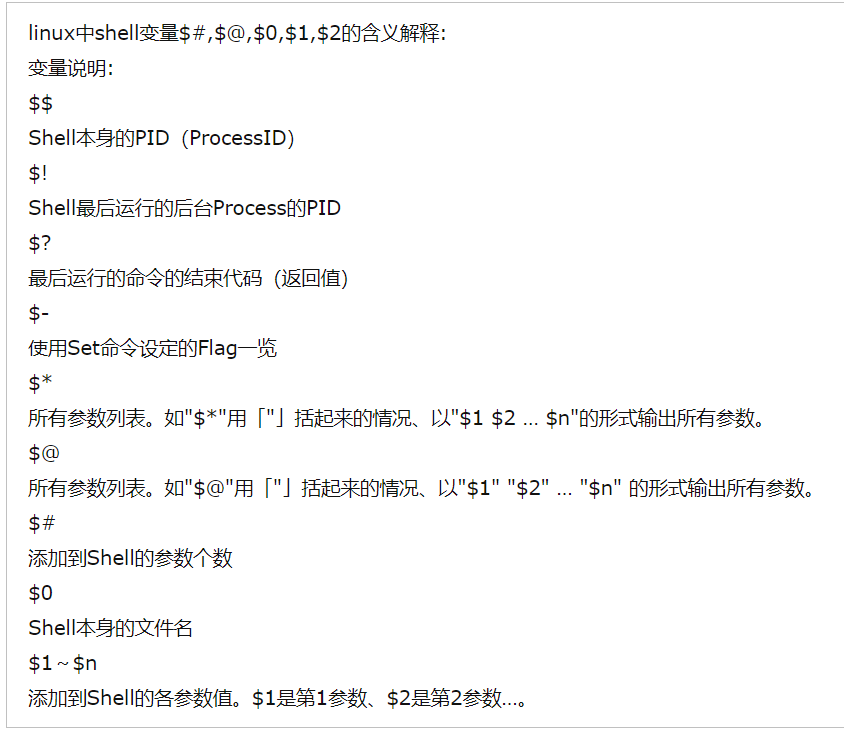 linux中shell变量$#,$@,$0,$1,$2的含义解释:
变量说明:
$$
Shell本身的PID（ProcessID）
$!
Shell最后运行的后台Process的PID
$?
最后运行的命令的结束代码（返回值）
$-
使用Set命令设定的Flag一览
$*
所有参数列表。如"$*"用「"」括起来的情况、以"$1 $2 … $n"的形式输出所有参数。
$@
所有参数列表。如"$@"用「"」括起来的情况、以"$1" "$2" … "$n" 的形式输出所有参数。
$#
添加到Shell的参数个数
$0
Shell本身的文件名
$1～$n
添加到Shell的各参数值。$1是第1参数、$2是第2参数…。